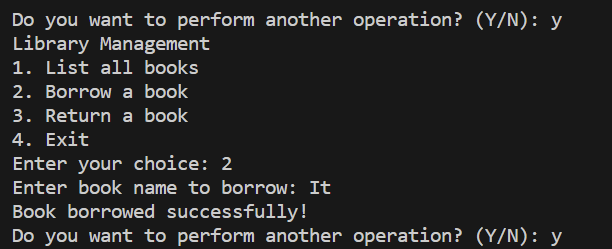 Do you want to perform another operation? (Y/N): y
Library Management
1. List all books
2. Borrow a book
3. Return a book
4. Exit
Enter your choice: 2
Enter book name to borrow: It
Book borrowed successfully!
Do you want to perform another operation? (Y/N): y